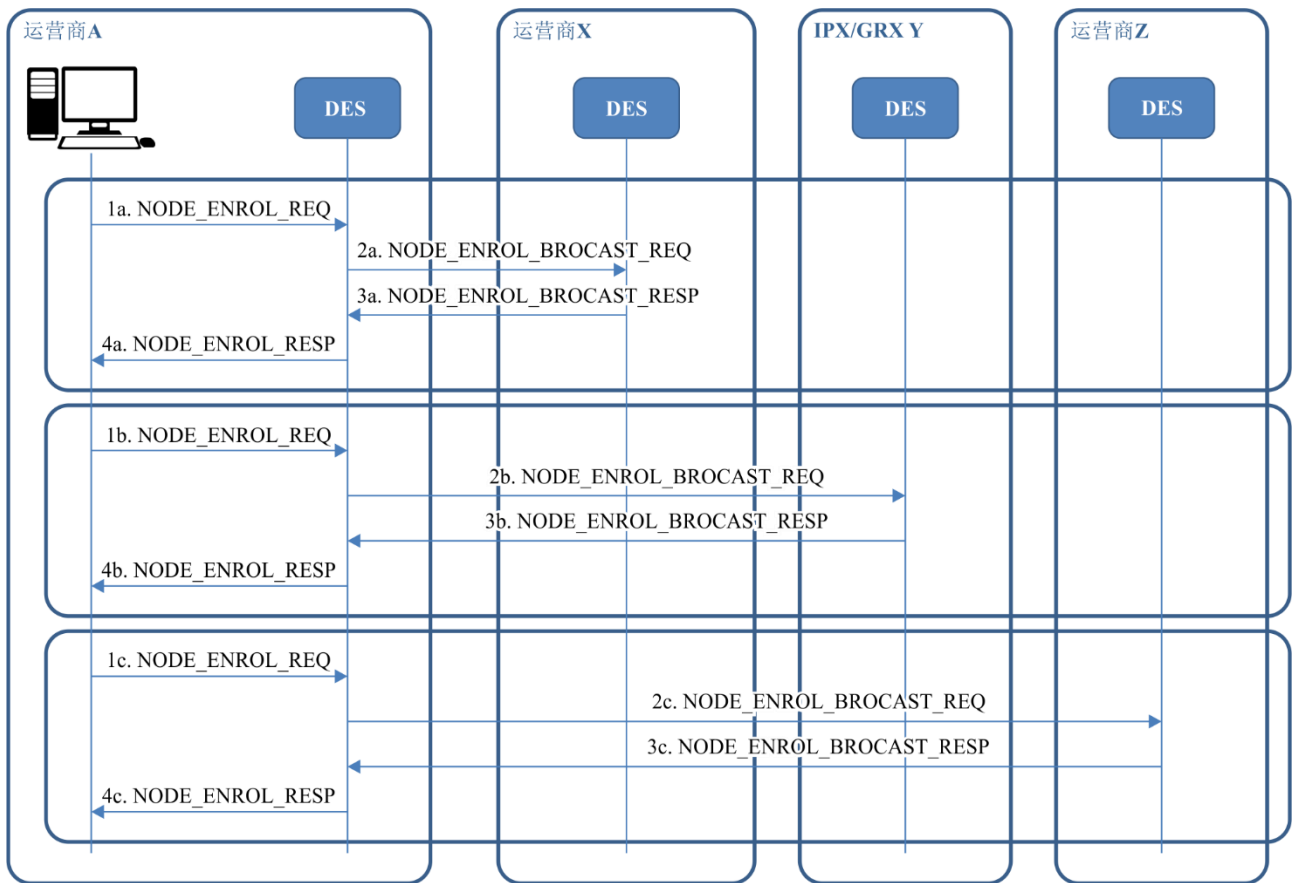 运营商A
运营商X
IPX/GRX Y
运营商Z
DES
DES
DES
DES
1a. NODE_ENROL_REQ
2a. NODE_ENROL_BROCAST_REQ
3a. NODE_ENROL_BROCAST_RESP
4a. NODE_ENROL_RESP
1b. NODE_ENROL_REQ
2b. NODE_ENROL_BROCAST_REQ
3b. NODE_ENROL_BROCAST_RESP
4b. NODE_ENROL_RESP
1c. NODE_ENROL_REQ
2c. NODE_ENROL_BROCAST_REQ
3c. NODE_ENROL_BROCAST_RESP
4c. NODE_ENROL_RESP